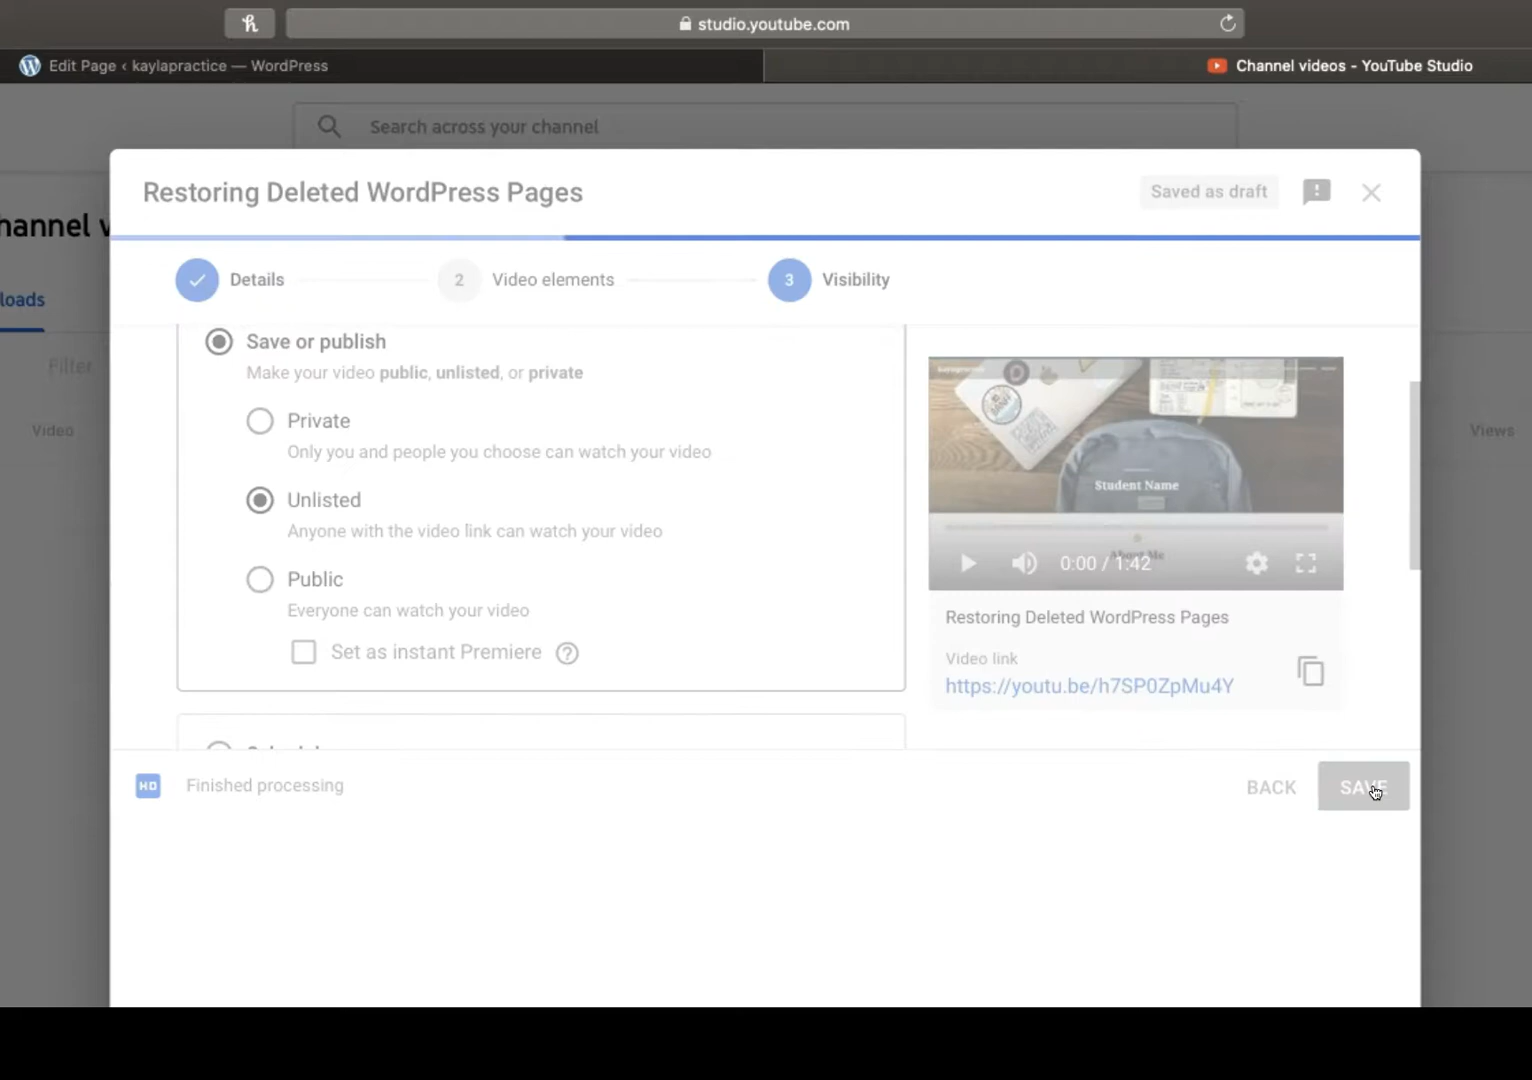 studio.youtube.com
Edit Page ‹ kaylapractice — WordPress
Channel videos - YouTube Studio
Search across your channel
Restoring Deleted WordPress Pages
Saved as draft
hannel v
Details
2 Video elements
3 Visibility
loads
Save or publish
Make your video public, unlisted, or private
Filter
Private
Only you and people you choose can watch your video
Video
Views
Unlisted
Anyone with the video link can watch your video
Student Name
Public
Everyone can watch your video
About Me
0:00 / 1:42
Set as instant Premiere
Restoring Deleted WordPress Pages
Video link
https://youtu.be/h7SP0ZpMu4Y
HD Finished processing
BACK
SAVE